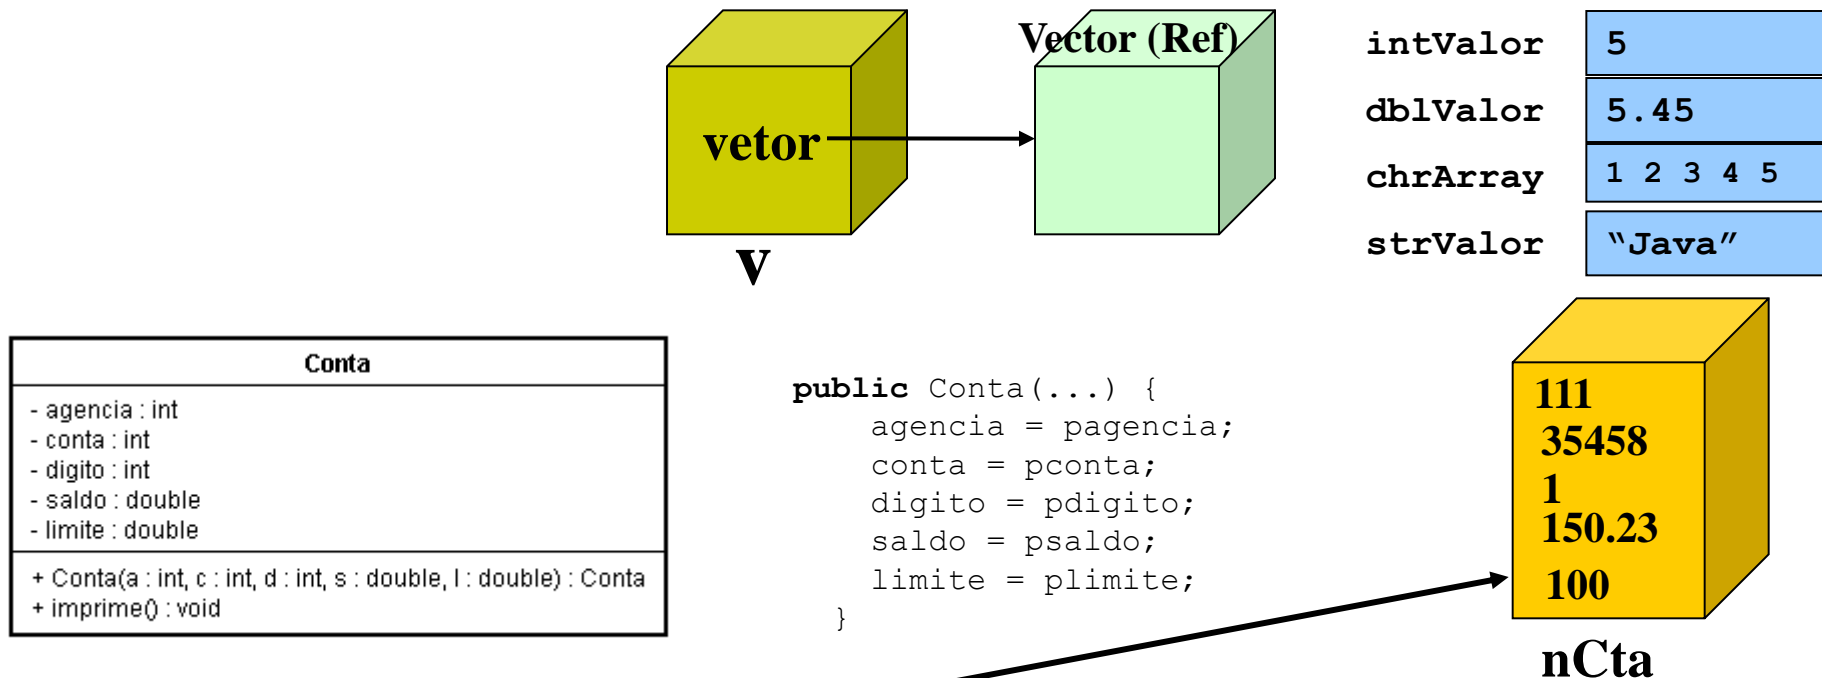 Vector (Ref)
vetor
v
intValor 5
dblValor 5.45
chrArray 1 2 3 4 5
strValor “Java”
Conta
- agencia : int
- conta : int
- digito : int
- saldo : double
- limite : double
+ Conta(a : int, c : int, d : int, s : double, l : double) : Conta
+ imprime() : void
public Conta(...) {
agencia = pagencia;
conta = pconta;
digito = pdigito;
saldo = psaldo;
limite = plimite;
}
111
35458
1
150.23
100
nCta